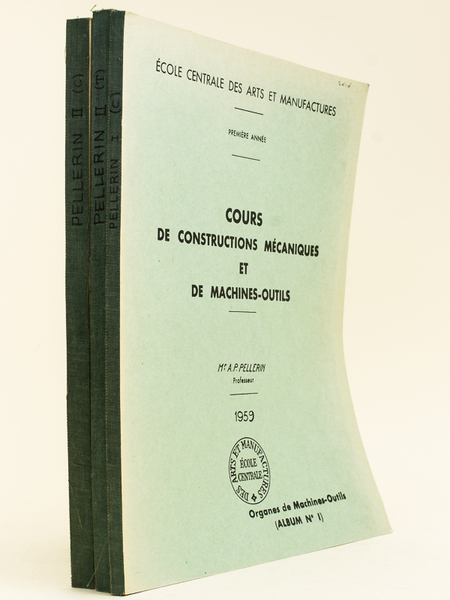 PELLERIN II (C)
PELLERIN II (T)
PELLERIN I (C)
ÉCOLE CENTRALE DES ARTS ET MANUFACTURES
PREMIÈRE ANNÉE
COURS
DE CONSTRUCTIONS MÉCANIQUES
ET
DE MACHINES-OUTILS
Mr A.P. PELLERIN
Professeur
1959
DES ARTS ET MANUFACTURES
ÉCOLE
CENTRALE
Organes de Machines-Outils
(ALBUM N° I)